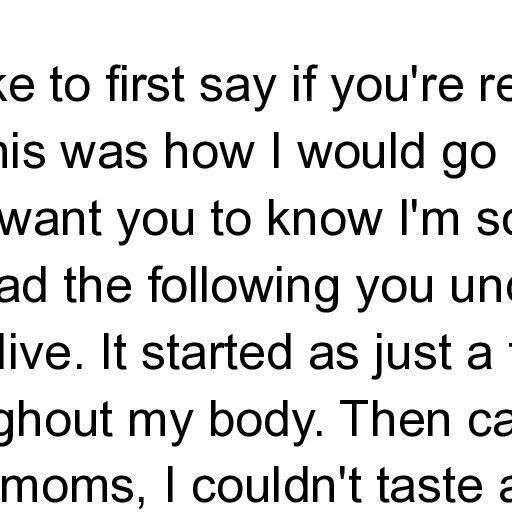 ke to first say if you're re
his was how I would go
want you to know I'm so
ad the following you und
live. It started as just a
ghout my body. Then ca
moms, I couldn't taste a